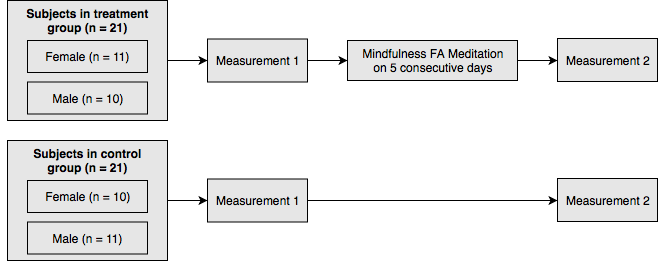 Subjects in treatment
group (n = 21)
Female (n = 11)
Male (n = 10)
Measurement 1
Mindfulness FA Meditation
on 5 consecutive days
Measurement 2
Subjects in control
group (n = 21)
Female (n = 10)
Male (n = 11)
Measurement 1
Measurement 2